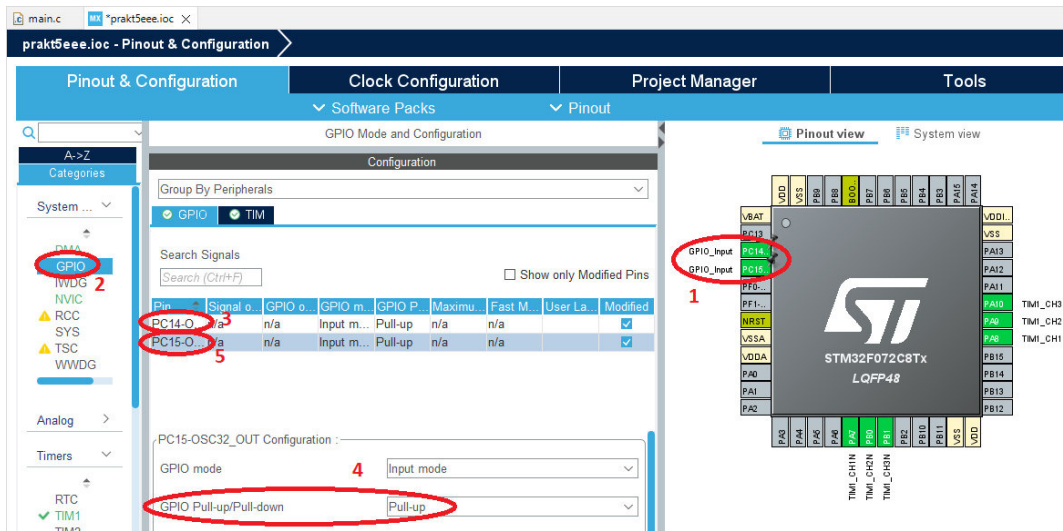 main.c *prakt5eee.ioc
prakt5eee.ioc - Pinout & Configuration
Pinout & Configuration Clock Configuration Project Manager Tools
Software Packs Pinout
GPIO Mode and Configuration
Pinout view System view
A->Z
Categories
Configuration
Group By Peripherals
System ...
GPIO TIM
DMA
GPIO
2
IWDG
NVIC
RCC
SYS
TSC
WWDG
Analog
Timers
RTC
TIM1
TIM2
Search Signals
Search (Ctrl+F)
Show only Modified Pins
Pin Signal o... GPIO o... GPIO m... GPIO P... Maximu... Fast M... User La... Modified
PC14-O... n/a n/a Input m... Pull-up n/a n/a
3
PC15-O... n/a n/a Input m... Pull-up n/a n/a
5
PC15-OSC32_OUT Configuration :
GPIO mode Input mode
4
GPIO Pull-up/Pull-down Pull-up
VDD VSS PB9 PB8 BOO.. PB7 PB6 PB5 PB4 PB3 PA15 PA14
VBAT
PC13
GPIO_Input PC14..
GPIO_Input PC15..
1
PF0-...
PF1-...
NRST
VSSA
VDDA
PA0
PA1
PA2
VDDI..
VSS
PA13
PA12
PA11
PA10 TIM1_CH3
PA9 TIM1_CH2
PA8 TIM1_CH1
PB15
PB14
PB13
PB12
STM32F072C8Tx
LQFP48
PA3 PA4 PA5 PA6 PA7 PB0 PB1 PB2 PB10 PB11 VSS VDD
TIM1_CH1N
TIM1_CH2N
TIM1_CH3N